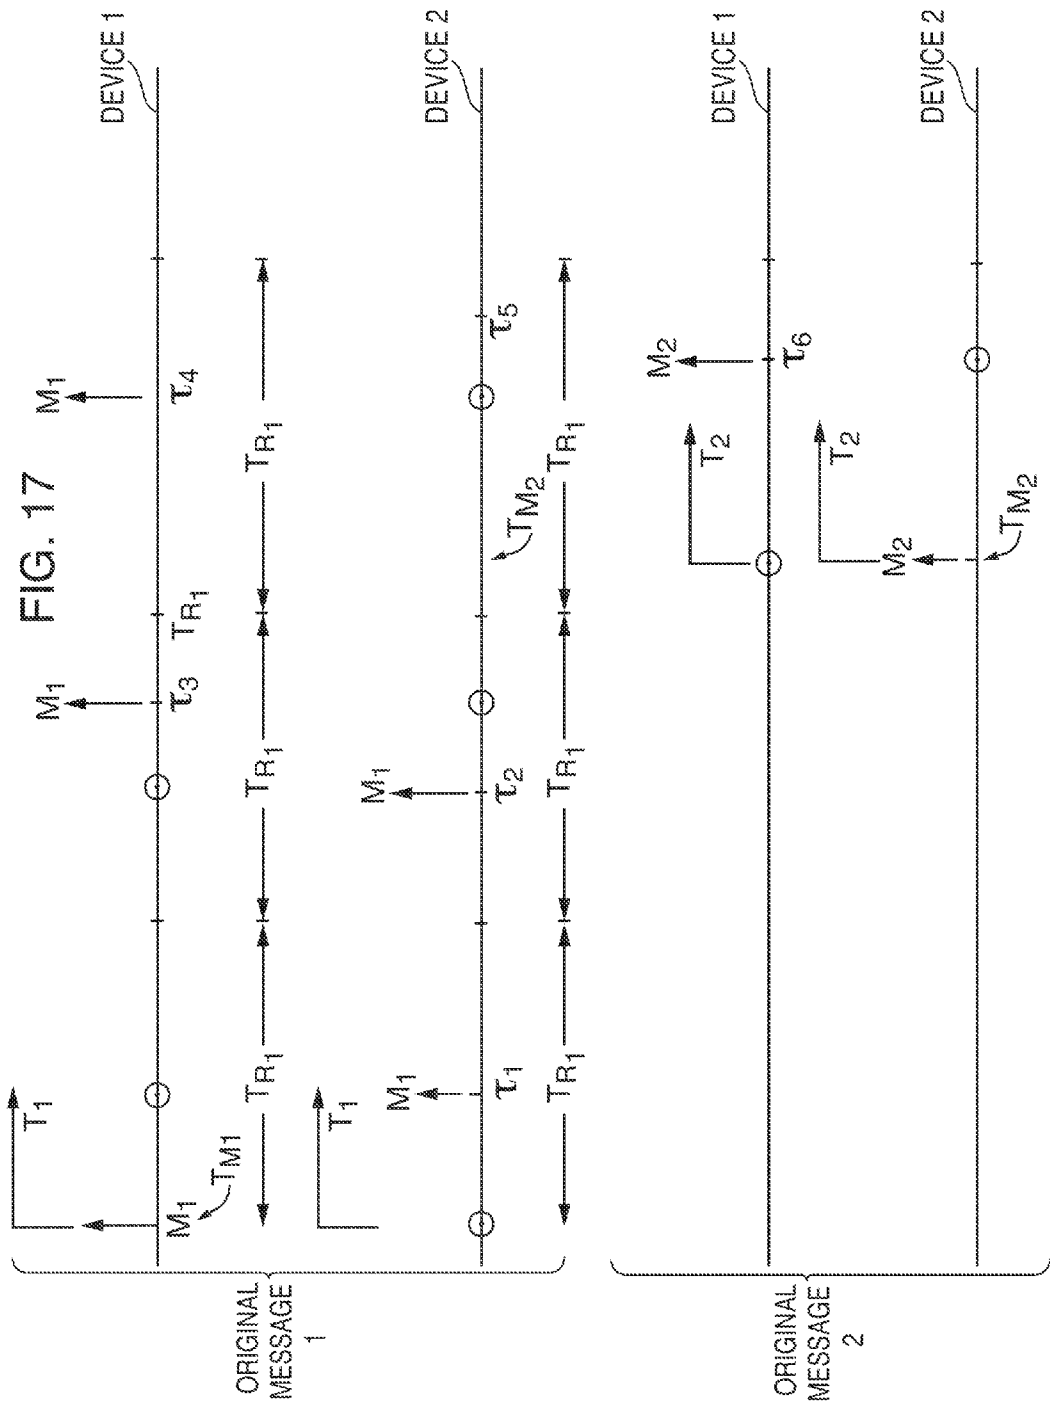 FIG. 17
ORIGINAL
MESSAGE
1
T1
M1
TM1
M1
τ3
TR1
M1
τ4
DEVICE 1
TR1
TR1
TR1
T1
M1
τ1
M1
τ2
TM2
τ5
DEVICE 2
TR1
TR1
TR1
ORIGINAL
MESSAGE
2
T2
M2
τ6
DEVICE 1
T2
M2
TM2
DEVICE 2